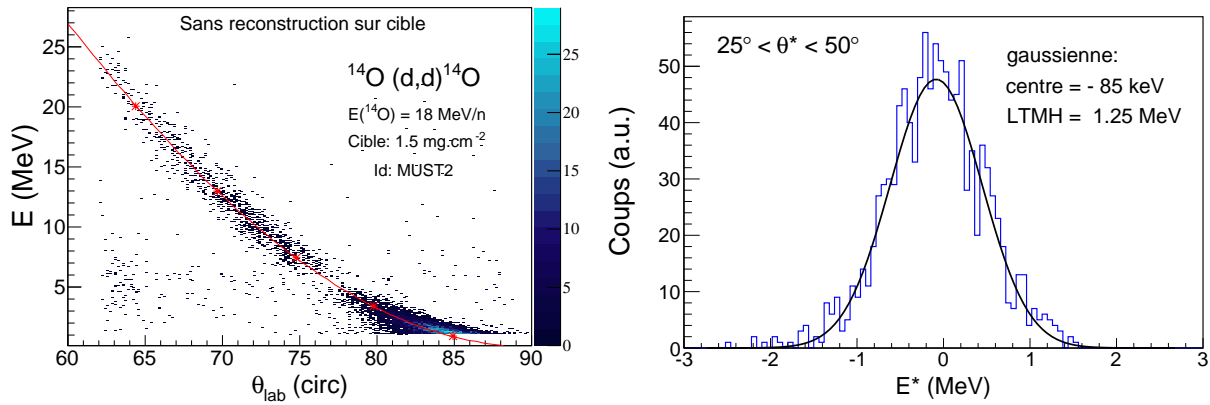 Sans reconstruction sur cible
¹⁴O (d,d)¹⁴O
E(¹⁴O) = 18 MeV/n
Cible: 1.5 mg.cm⁻²
Id: MUST2
E (MeV)
25
20
15
10
5
60 65 70 75 80 85 90
θlab (circ)
25
20
15
10
5
0
25° < θ* < 50°
gaussienne:
centre = - 85 keV
LTMH = 1.25 MeV
Coups (a.u.)
50
40
30
20
10
0
-3 -2 -1 0 1 2 3
E* (MeV)